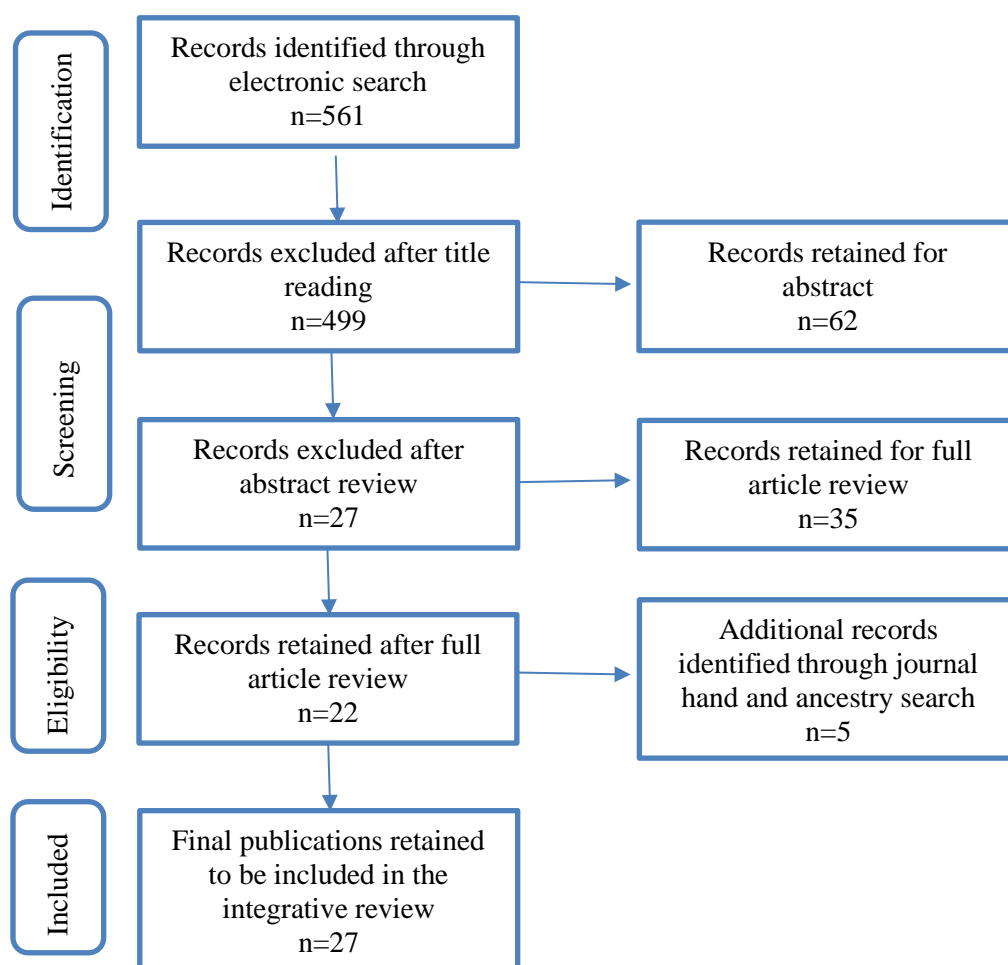 Identification
Records identified through
electronic search
n=561
Records excluded after title
reading
n=499
Records retained for
abstract
n=62
Screening
Records excluded after
abstract review
n=27
Records retained for full
article review
n=35
Eligibility
Records retained after full
article review
n=22
Additional records
identified through journal
hand and ancestry search
n=5
Included
Final publications retained
to be included in the
integrative review
n=27